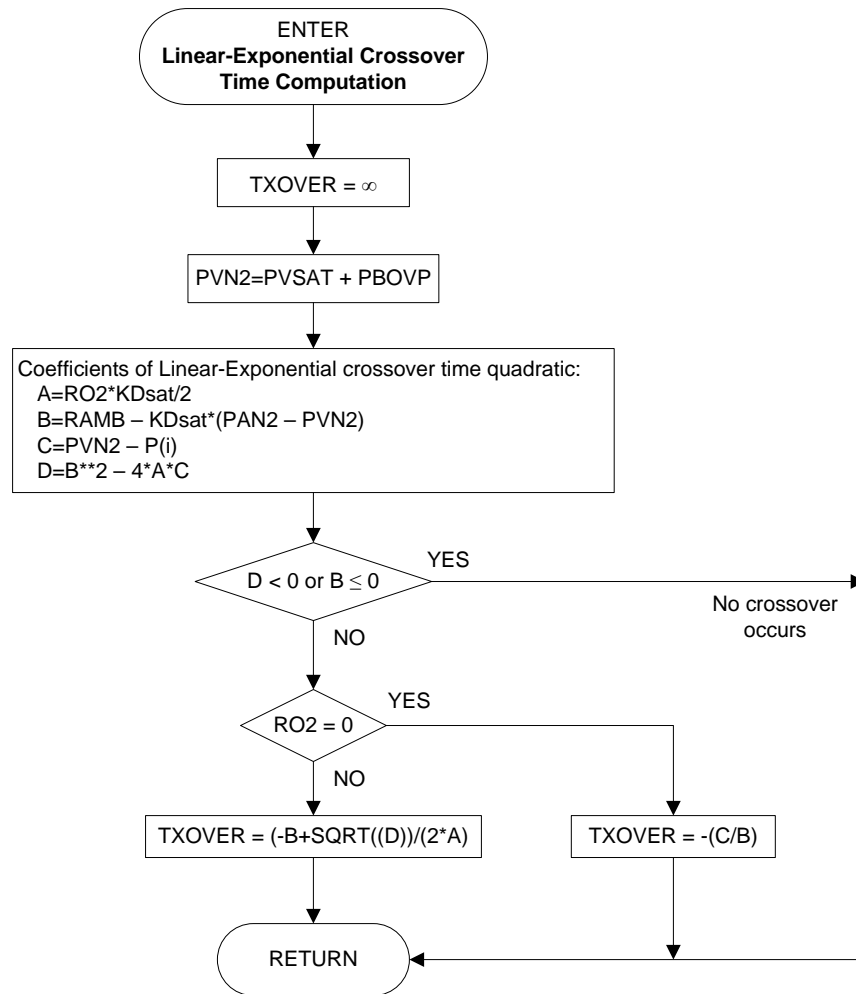 ENTER
Linear-Exponential Crossover
Time Computation
TXOVER = ∞
PVN2=PVSAT + PBOVP
Coefficients of Linear-Exponential crossover time quadratic:
A=RO2*KDsat/2
B=RAMB – KDsat*(PAN2 – PVN2)
C=PVN2 – P(i)
D=B**2 – 4*A*C
D < 0 or B ≤ 0
YES
No crossover
occurs
NO
RO2 = 0
YES
NO
TXOVER = (-B+SQRT((D))/(2*A)
TXOVER = -(C/B)
RETURN